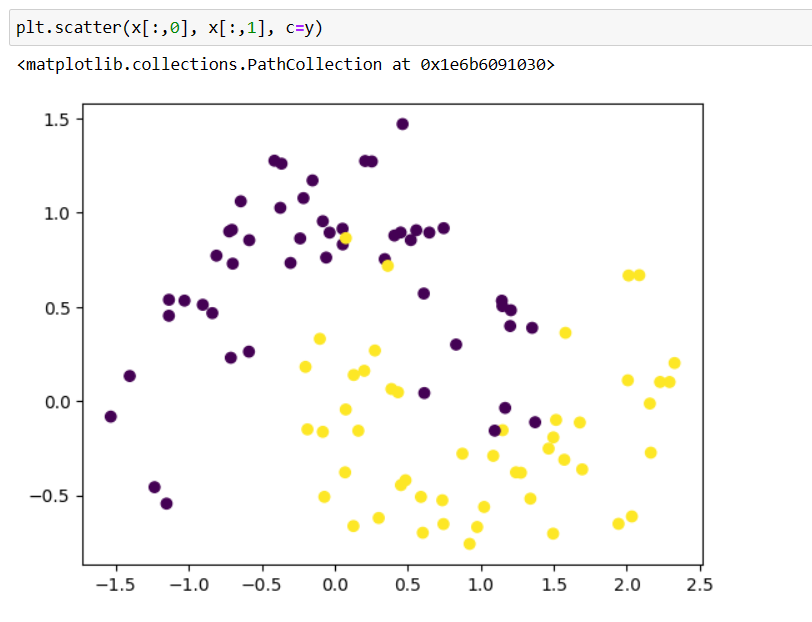 plt.scatter(x[:,0], x[:,1], c=y)
<matplotlib.collections.PathCollection at 0x1e6b6091030>
1.5
1.0
0.5
0.0
−0.5
−1.5 −1.0 −0.5 0.0 0.5 1.0 1.5 2.0 2.5